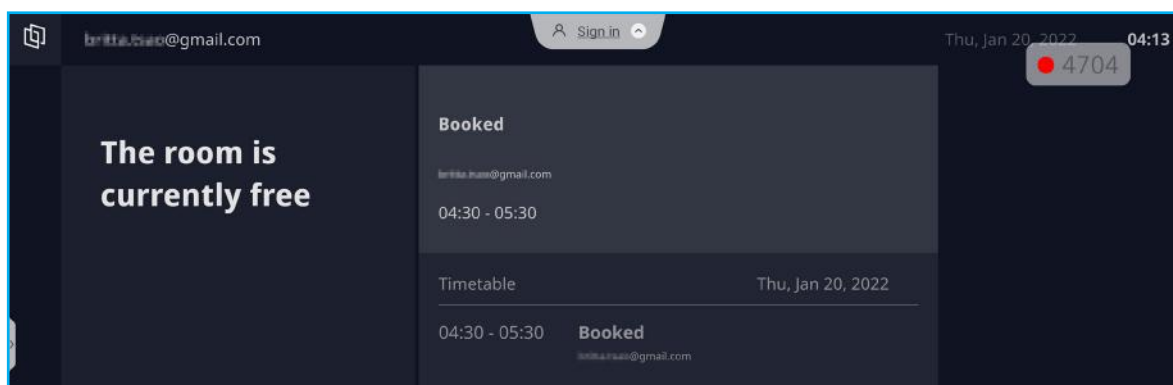 @gmail.com
Sign in
Thu, Jan 20, 2022
04:13
4704
The room is
currently free
Booked
@gmail.com
04:30 - 05:30
Timetable
Thu, Jan 20, 2022
04:30 - 05:30
Booked
@gmail.com